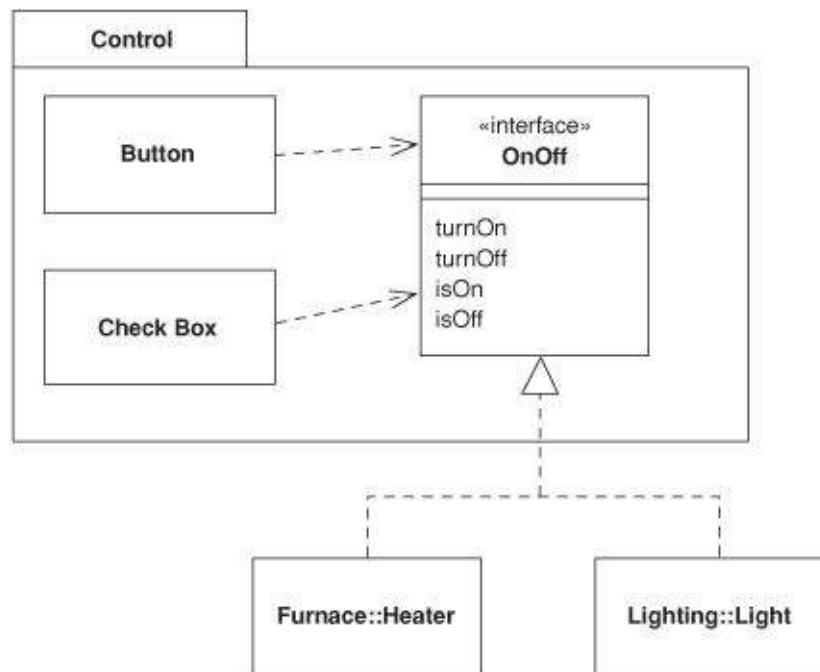 Control
Button
«interface»
OnOff
turnOn
turnOff
isOn
isOff
Check Box
Furnace::Heater
Lighting::Light